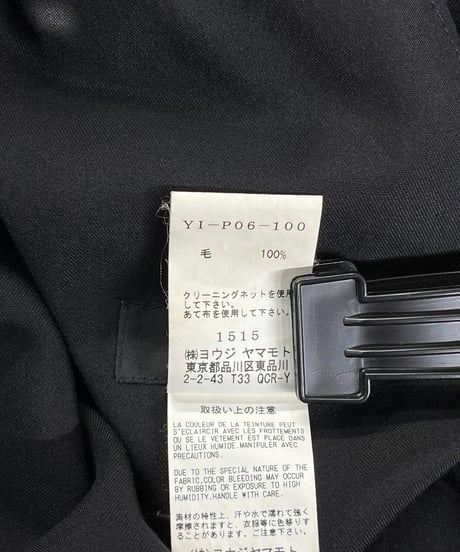 YI-P06-100
毛 100%
クリーニングネットを使用
して下さい。
あて布を使用して下さい。
1515
㈱ヨウジ ヤマモト
東京都品川区東品川
2-2-43 T33 QCR-Y
取扱い上の注意
LA COULEUR DE LA TEINTURE PEUT
S'ECLAIRCIR AVEC LES FROTTEMENTS
OU SE LE VETEMENT EST PLACE DANS
UN LIEUX HUMIDE.MANIPULER AVEC
PRECAUTIONS.
DUE TO THE SPECIAL NATURE OF THE
FABRIC,COLOR BLEEDING MAY OCCUR
BY RUBBING OR EXPOSURE TO HIGH
HUMIDITY,HANDLE WITH CARE.
素材の特性上、汗や水で濡れて強く
摩擦されますと、衣服等に色移りす
ることがあります。ご注意下さい。
㈱ヨウジヤマモト